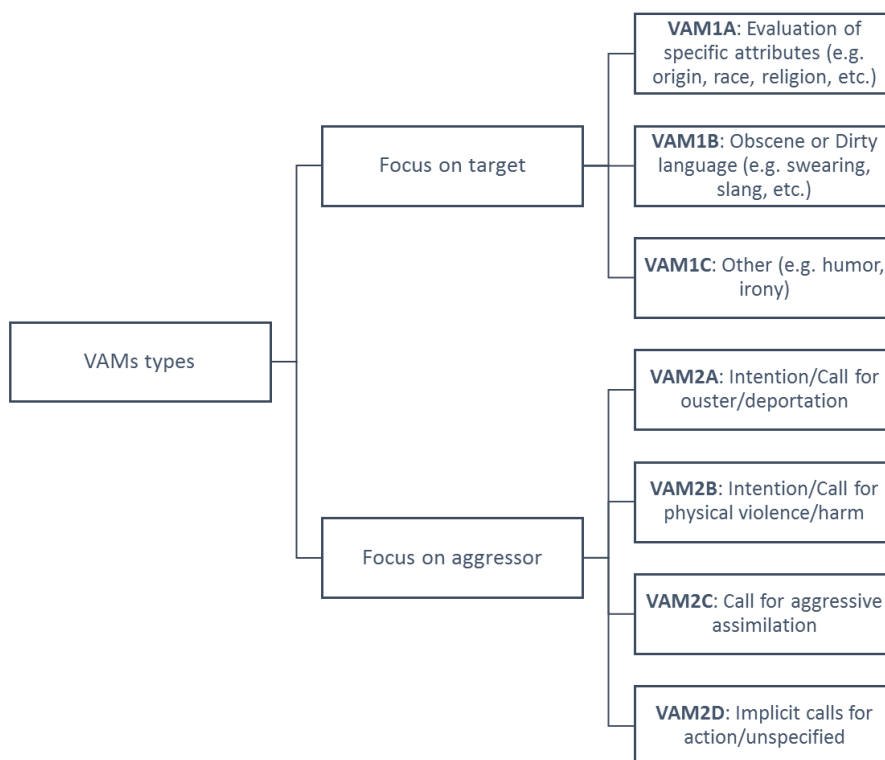 VAMs types
Focus on target
VAM1A: Evaluation of
specific attributes (e.g.
origin, race, religion, etc.)
VAM1B: Obscene or Dirty
language (e.g. swearing,
slang, etc.)
VAM1C: Other (e.g. humor,
irony)
Focus on aggressor
VAM2A: Intention/Call for
ouster/deportation
VAM2B: Intention/Call for
physical violence/harm
VAM2C: Call for aggressive
assimilation
VAM2D: Implicit calls for
action/unspecified